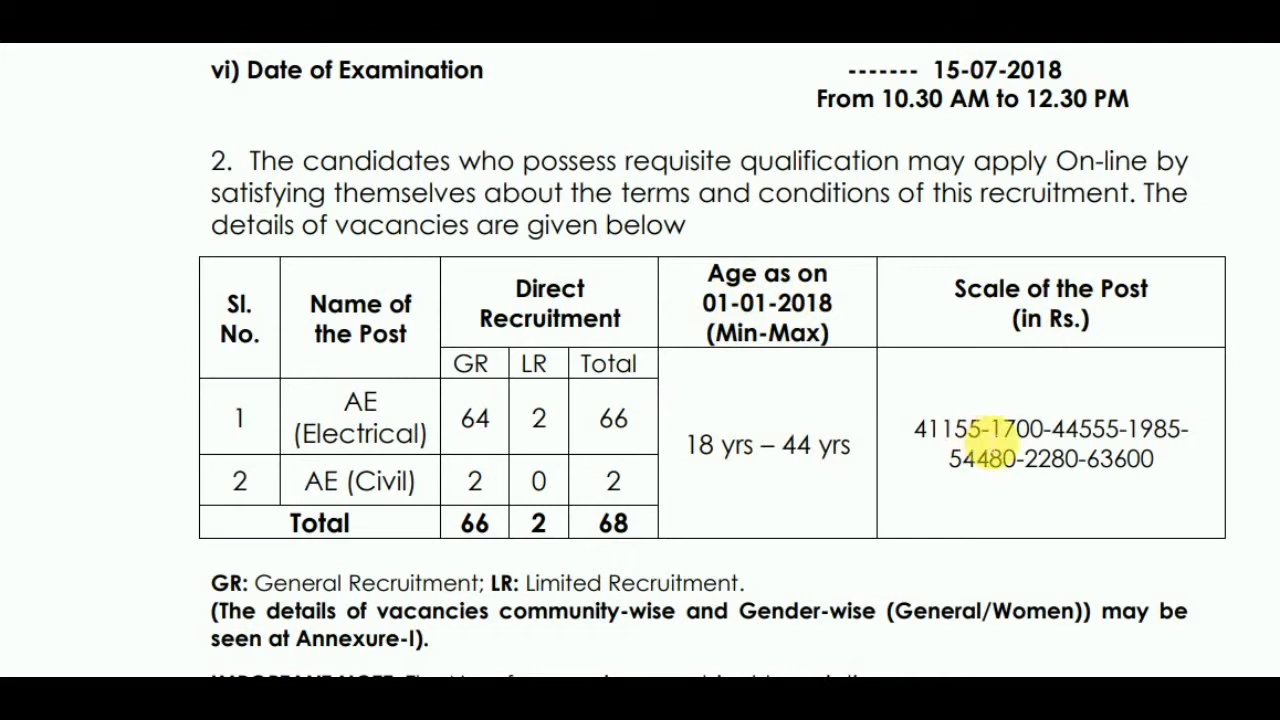 vi) Date of Examination ------- 15-07-2018
From 10.30 AM to 12.30 PM
2. The candidates who possess requisite qualification may apply On-line by
satisfying themselves about the terms and conditions of this recruitment. The
details of vacancies are given below
Sl. No. Name of the Post Direct Recruitment Age as on 01-01-2018 (Min-Max) Scale of the Post (in Rs.)
GR LR Total
1 AE (Electrical) 64 2 66 18 yrs – 44 yrs 41155-1700-44555-1985-54480-2280-63600
2 AE (Civil) 2 0 2
Total 66 2 68
GR: General Recruitment; LR: Limited Recruitment.
(The details of vacancies community-wise and Gender-wise (General/Women)) may be
seen at Annexure-I).
IMPORTANT NOTE: The